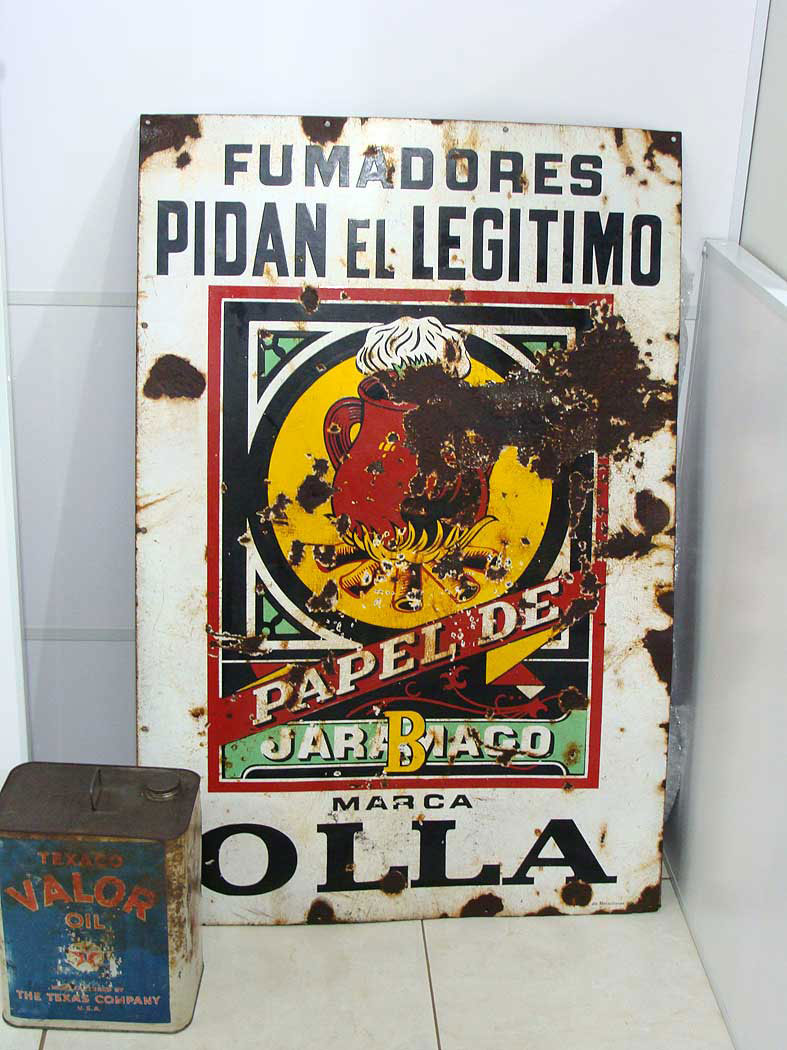 FUMADORES
PIDAN EL LEGITIMO
PAPEL DE
JARAMAGO
B
MARCA
OLLA
TEXACO
VALOR
OIL
THE TEXAS COMPANY
U.S.A.